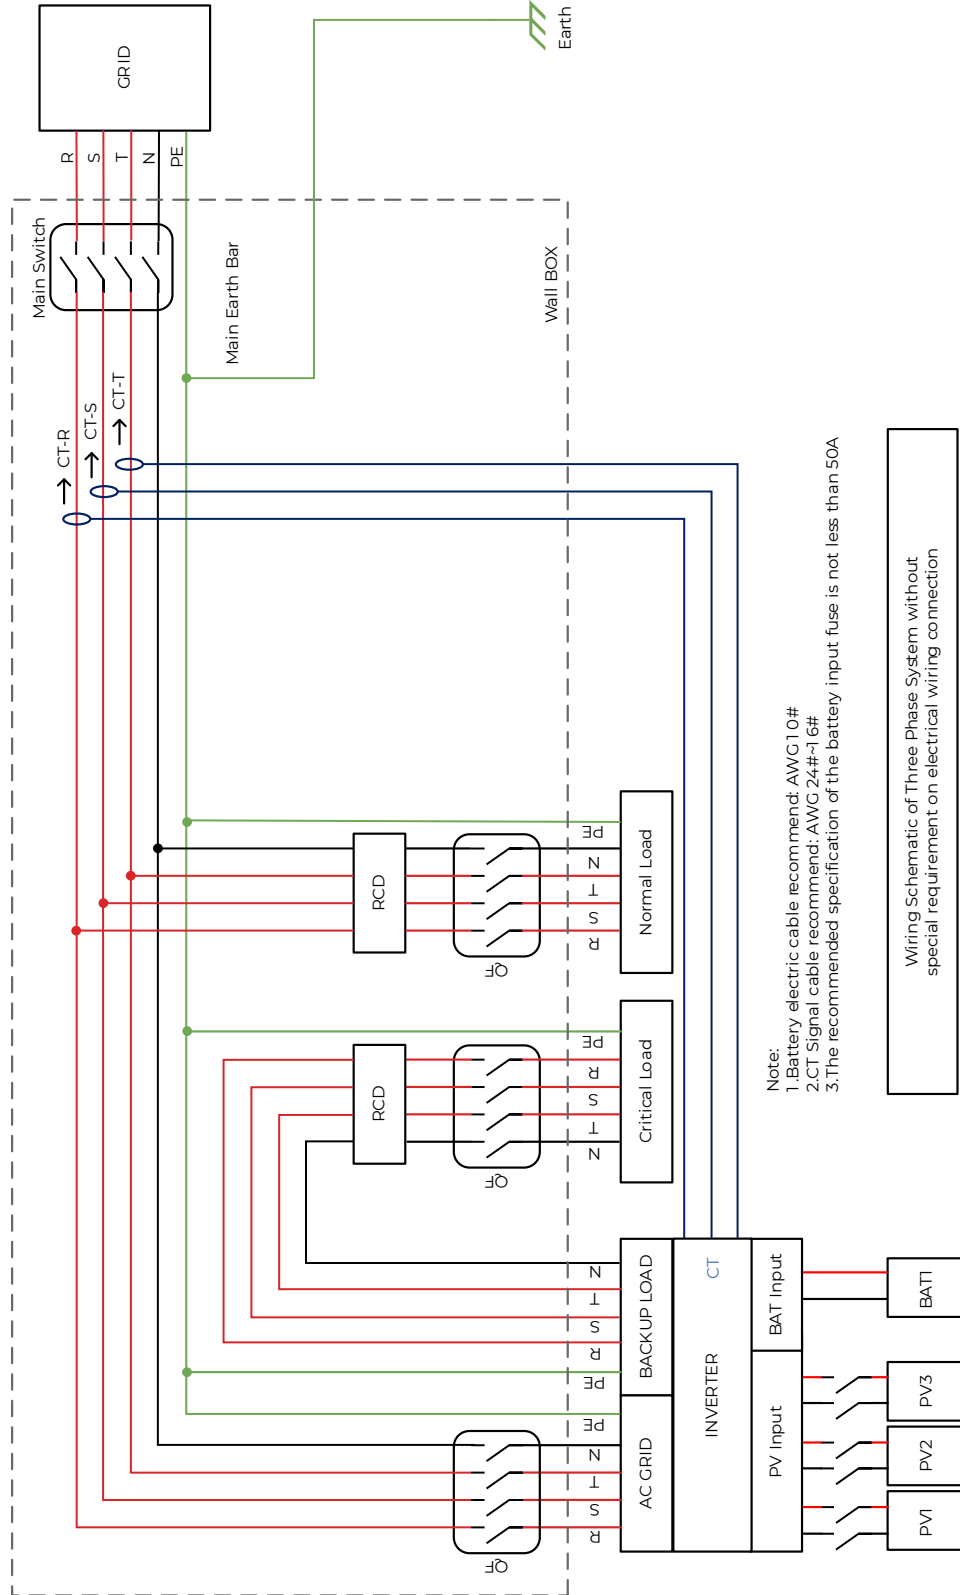 GRID
R
S
T
N
PE
Earth
Main Switch
Main Earth Bar
Wall BOX
CT-R
CT-S
CT-T
RCD
QF
PE
N
T
S
R
Normal Load
RCD
QF
PE
R
S
T
N
Critical Load
N
T
S
R
PE
BACKUP LOAD
PE
N
T
S
R
AC GRID
QF
CT
INVERTER
BAT Input
PV Input
BAT1
PV3
PV2
PV1
Note:
1.Battery electric cable recommend: AWG10#
2.CT Signal cable recommend: AWG 24#~16#
3.The recommended specification of the battery input fuse is not less than 50A
Wiring Schematic of Three Phase System without
special requirement on electrical wiring connection